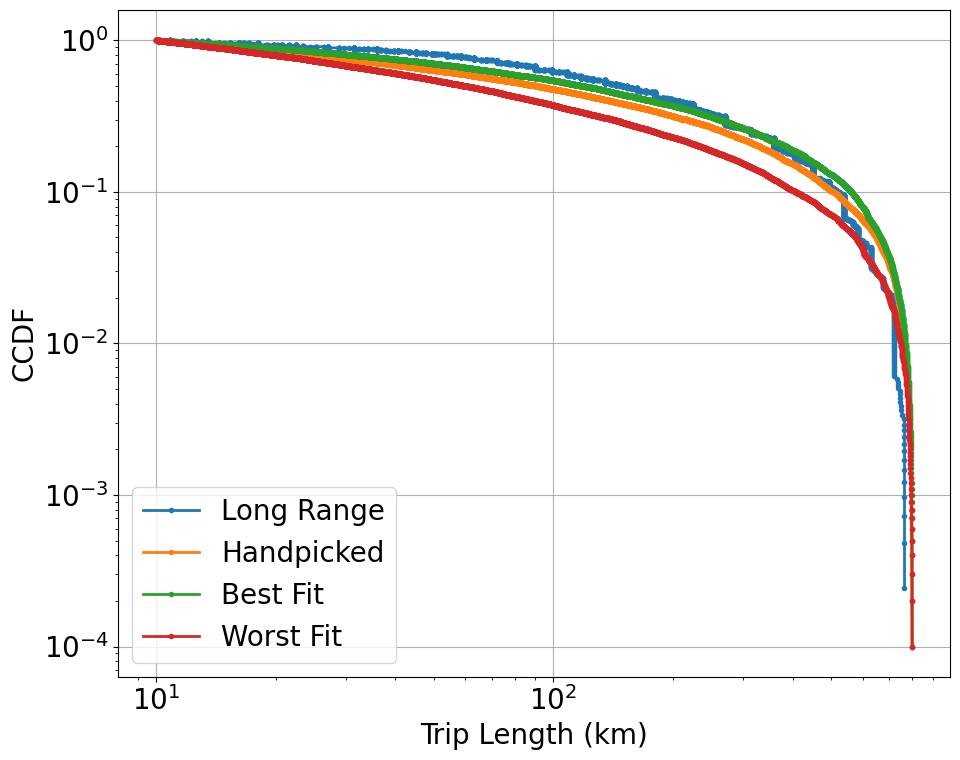 10⁰
10⁻¹
10⁻²
10⁻³
10⁻⁴
CCDF
Long Range
Handpicked
Best Fit
Worst Fit
10¹
10²
Trip Length (km)